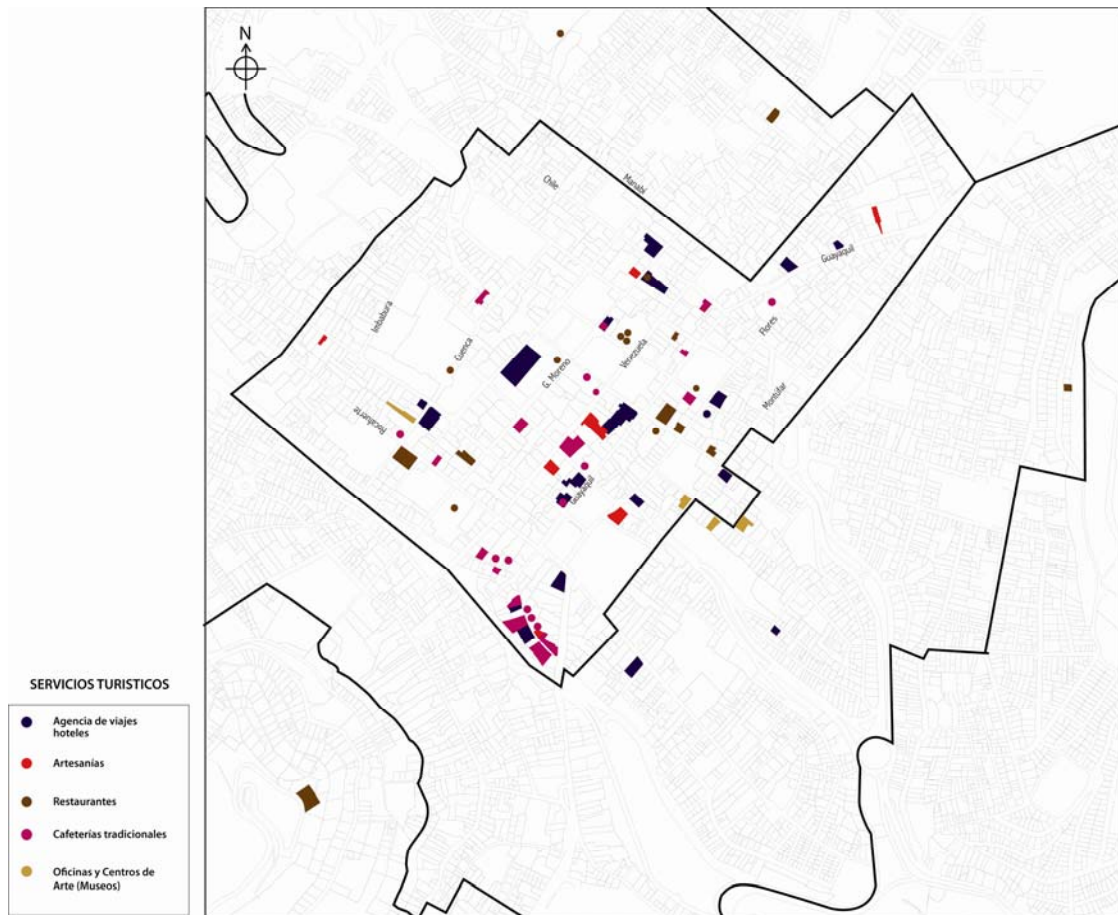 N
Chile
Manabí
Guayaquil
Imbabura
Flores
Cuenca
Venezuela
G. Moreno
Montúfar
Rocafuerte
Guayaquil
SERVICIOS TURISTICOS
Agencia de viajes
hoteles
Artesanías
Restaurantes
Cafeterías tradicionales
Oficinas y Centros de
Arte (Museos)